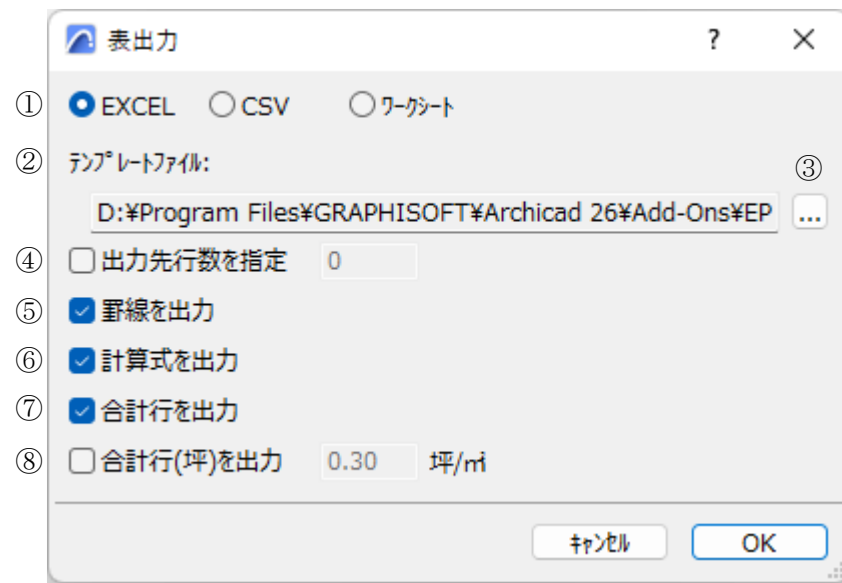 表出力 ?
① EXCEL CSV ﾜｰｸｼｰﾄ
② ﾃﾝﾌﾟﾚｰﾄﾌｧｲﾙ: ③
D:¥Program Files¥GRAPHISOFT¥Archicad 26¥Add-Ons¥EP ...
④ 出力先行数を指定 0
⑤ 罫線を出力
⑥ 計算式を出力
⑦ 合計行を出力
⑧ 合計行(坪)を出力 0.30 坪/㎡
ｷｬﾝｾﾙ OK